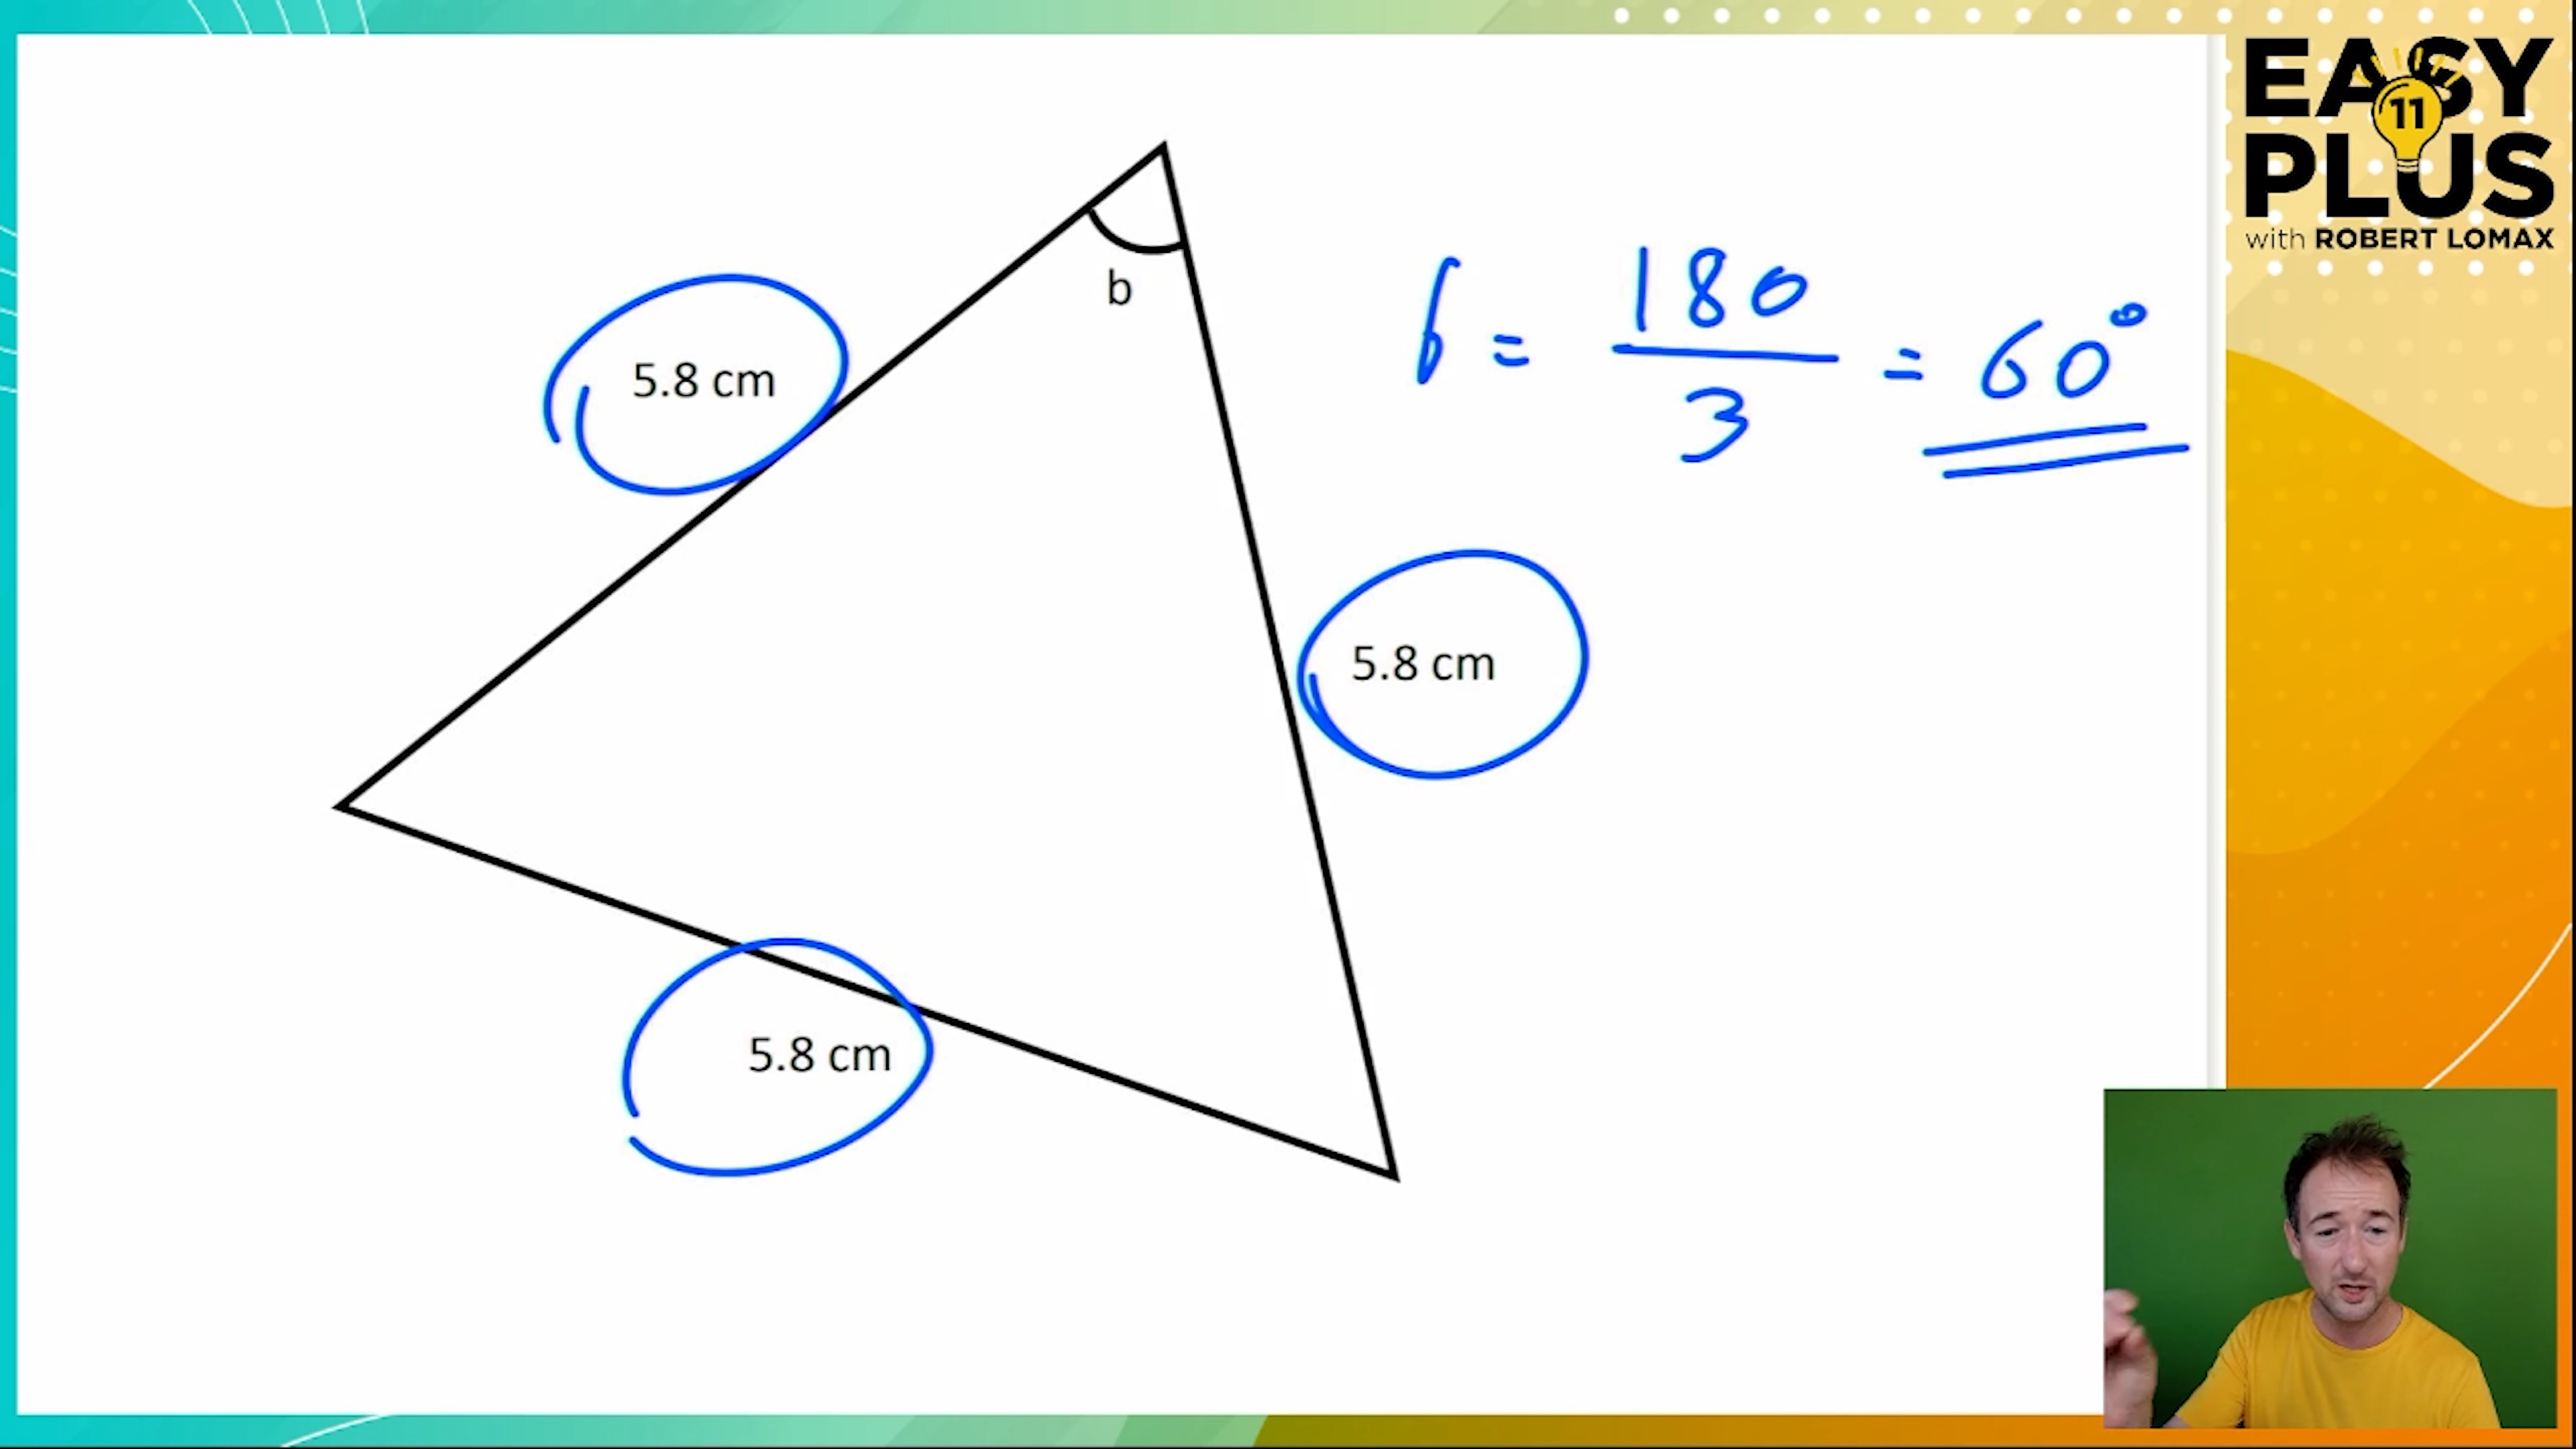 EASY
11
PLUS
with ROBERT LOMAX
b
5.8 cm
b = 180/3 = 60°
5.8 cm
5.8 cm